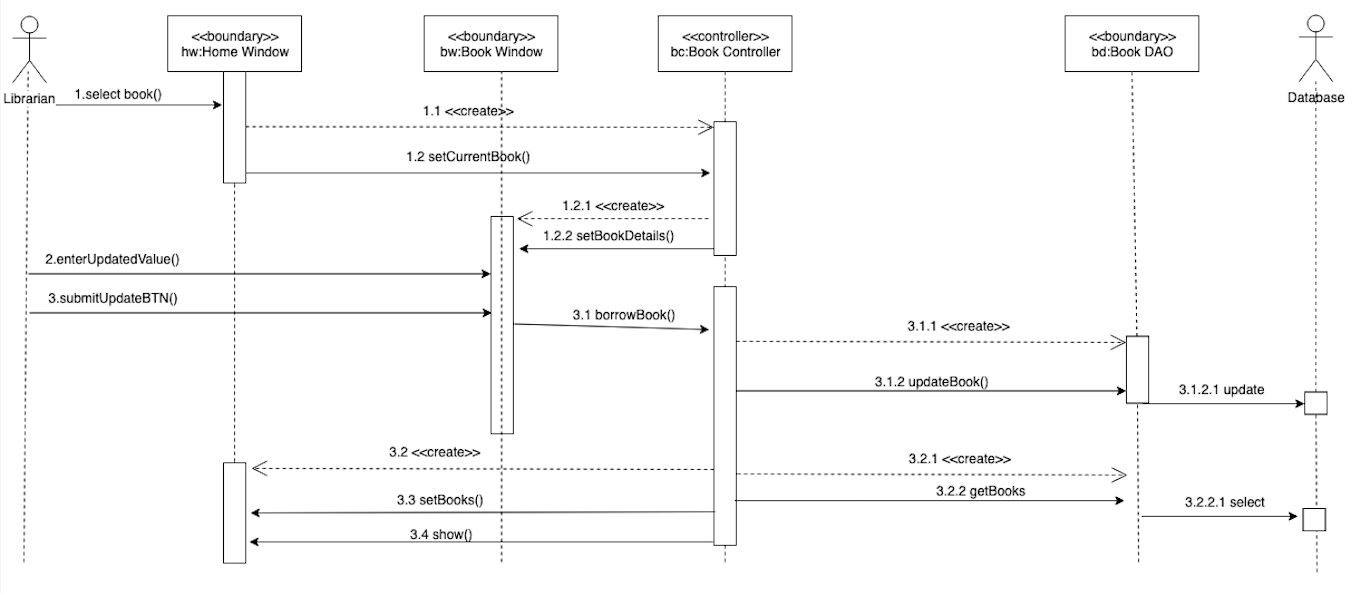 <<boundary>>
hw:Home Window
<<boundary>>
bw:Book Window
<<controller>>
bc:Book Controller
<<boundary>>
bd:Book DAO
Librarian
Database
1.select book()
1.1 <<create>>
1.2 setCurrentBook()
1.2.1 <<create>>
1.2.2 setBookDetails()
2.enterUpdatedValue()
3.submitUpdateBTN()
3.1 borrowBook()
3.1.1 <<create>>
3.1.2 updateBook()
3.1.2.1 update
3.2 <<create>>
3.2.1 <<create>>
3.2.2 getBooks
3.3 setBooks()
3.2.2.1 select
3.4 show()